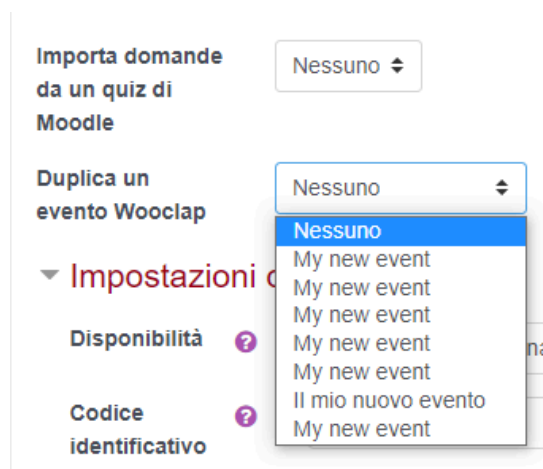 Importa domande
da un quiz di
Moodle
Nessuno
Duplica un
evento Wooclap
Nessuno
Nessuno
My new event
My new event
My new event
My new event
My new event
Il mio nuovo evento
My new event
Impostazioni
Disponibilità
Codice
identificativo